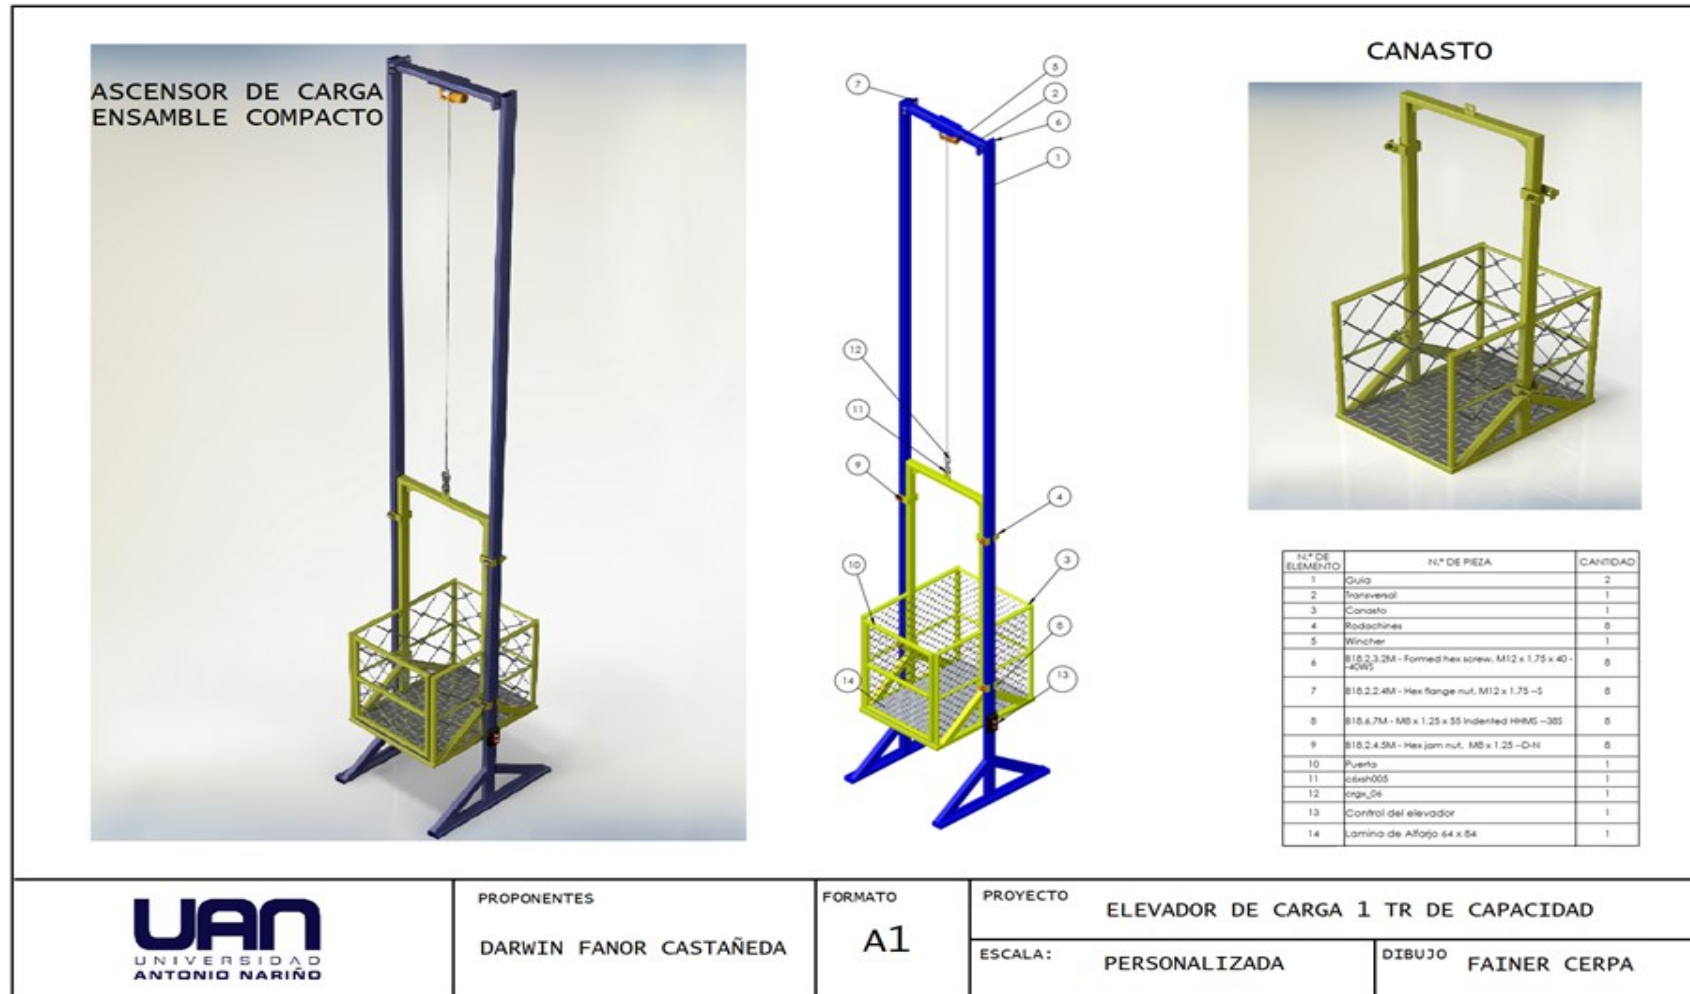 ASCENSOR DE CARGA
ENSAMBLE COMPACTO
5
7
2
6
1
12
11
9
4
10
3
8
14
13
CANASTO
N.° DE ELEMENTO N.° DE PIEZA CANTIDAD
1 Guia 2
2 Transversal 1
3 Canasto 1
4 Rodachines 8
5 Wincher 1
6 B18.2.3.2M - Formed hex screw, M12 x 1.75 x 40 --40WS 8
7 B18.2.2.4M - Hex flange nut, M12 x 1.75 --S 8
8 B18.6.7M - M8 x 1.25 x 55 Indented HHMS --38S 8
9 B18.2.4.5M - Hex jam nut, M8 x 1.25 --D-N 8
10 Puerta 1
11 1
12 crgx_06 1
13 Control del elevador 1
14 Lamina de Alfarjo 64 x 84 1
UAN
UNIVERSIDAD
ANTONIO NARIÑO
PROPONENTES
DARWIN FANOR CASTAÑEDA
FORMATO
A1
PROYECTO
ELEVADOR DE CARGA 1 TR DE CAPACIDAD
ESCALA:
PERSONALIZADA
DIBUJO
FAINER CERPA